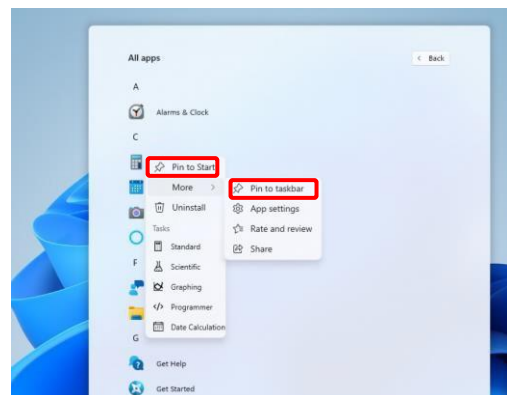 All apps
< Back
A
Alarms & Clock
C
Pin to Start
More >
Pin to taskbar
Uninstall
App settings
Tasks
Rate and review
Standard
Share
F
Scientific
Graphing
</> Programmer
Date Calculation
G
Get Help
Get Started